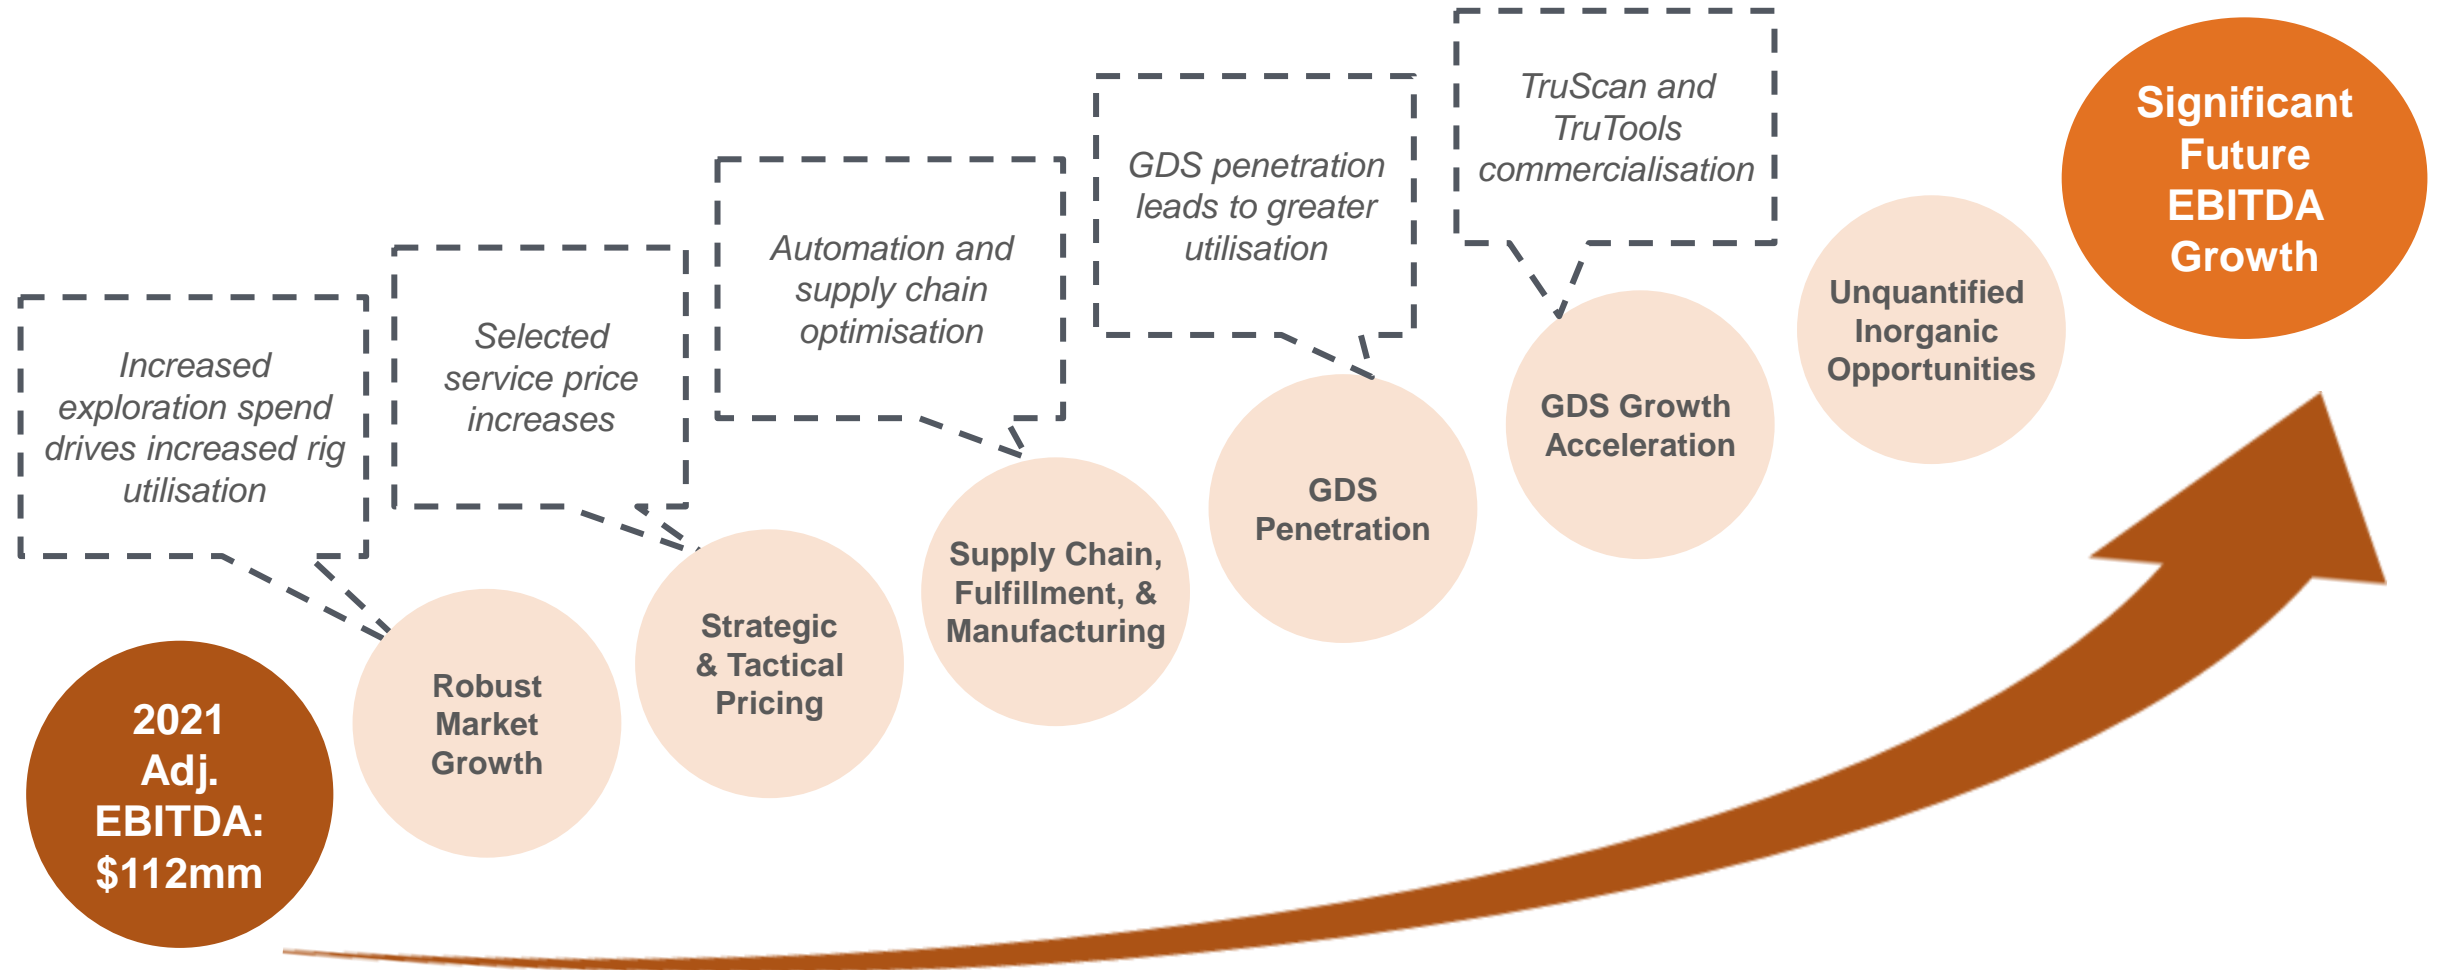 Increased
exploration spend
drives increased rig
utilisation
Selected
service price
increases
Automation and
supply chain
optimisation
GDS penetration
leads to greater
utilisation
TruScan and
TruTools
commercialisation
2021
Adj.
EBITDA:
$112mm
Robust
Market
Growth
Strategic
& Tactical
Pricing
Supply Chain,
Fulfillment, &
Manufacturing
GDS
Penetration
GDS Growth
Acceleration
Unquantified
Inorganic
Opportunities
Significant
Future
EBITDA
Growth